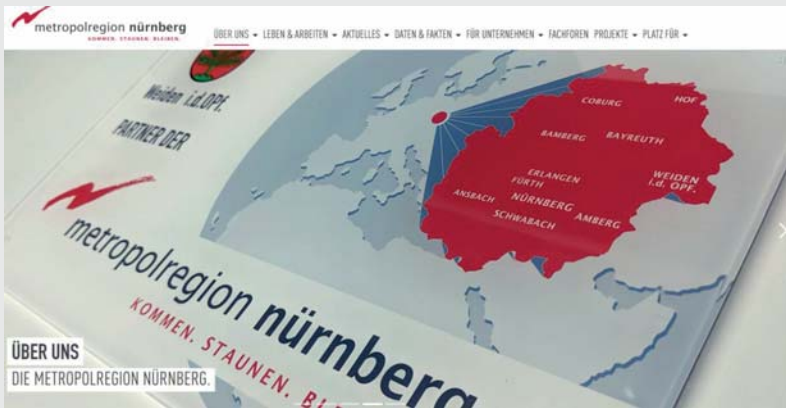 metropolregion nürnberg
KOMMEN. STAUNEN. BLEIBEN.
ÜBER UNS LEBEN & ARBEITEN AKTUELLES DATEN & FAKTEN FÜR UNTERNEHMEN FACHFOREN PROJEKTE PLATZ FÜR
Weiden i.d.OPf.
PARTNER DER
metropolregion nürnberg
KOMMEN. STAUNEN. BL
COBURG
HOF
BAMBERG
BAYREUTH
ERLANGEN
FÜRTH
WEIDEN
i.d. OPF.
ANSBACH
NÜRNBERG
AMBERG
SCHWABACH
ÜBER UNS
DIE METROPOLREGION NÜRNBERG.